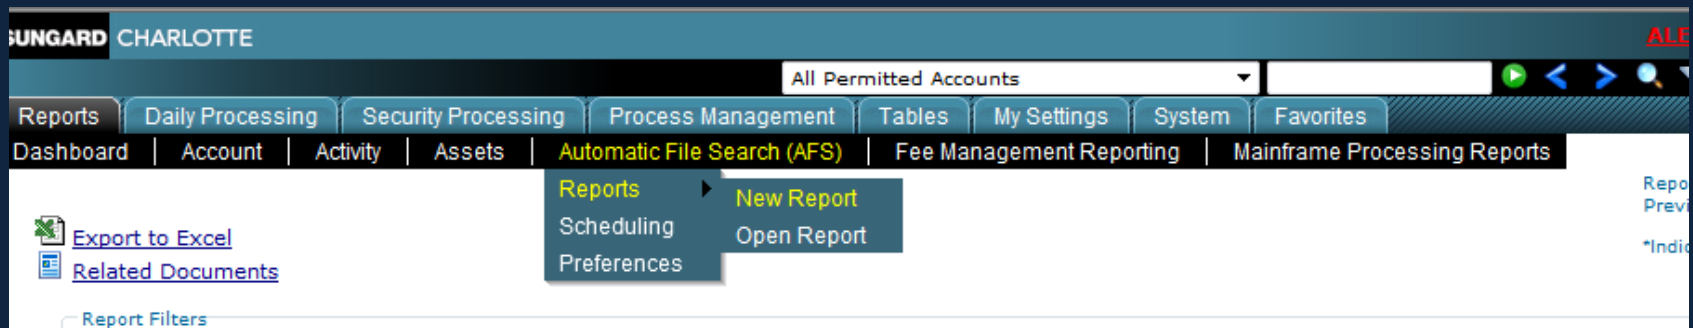 SUNGARD CHARLOTTE
All Permitted Accounts
Reports Daily Processing Security Processing Process Management Tables My Settings System Favorites
Dashboard | Account | Activity | Assets | Automatic File Search (AFS) | Fee Management Reporting | Mainframe Processing Reports
Reports
New Report
Scheduling
Open Report
Preferences
Export to Excel
Related Documents
Report Filters